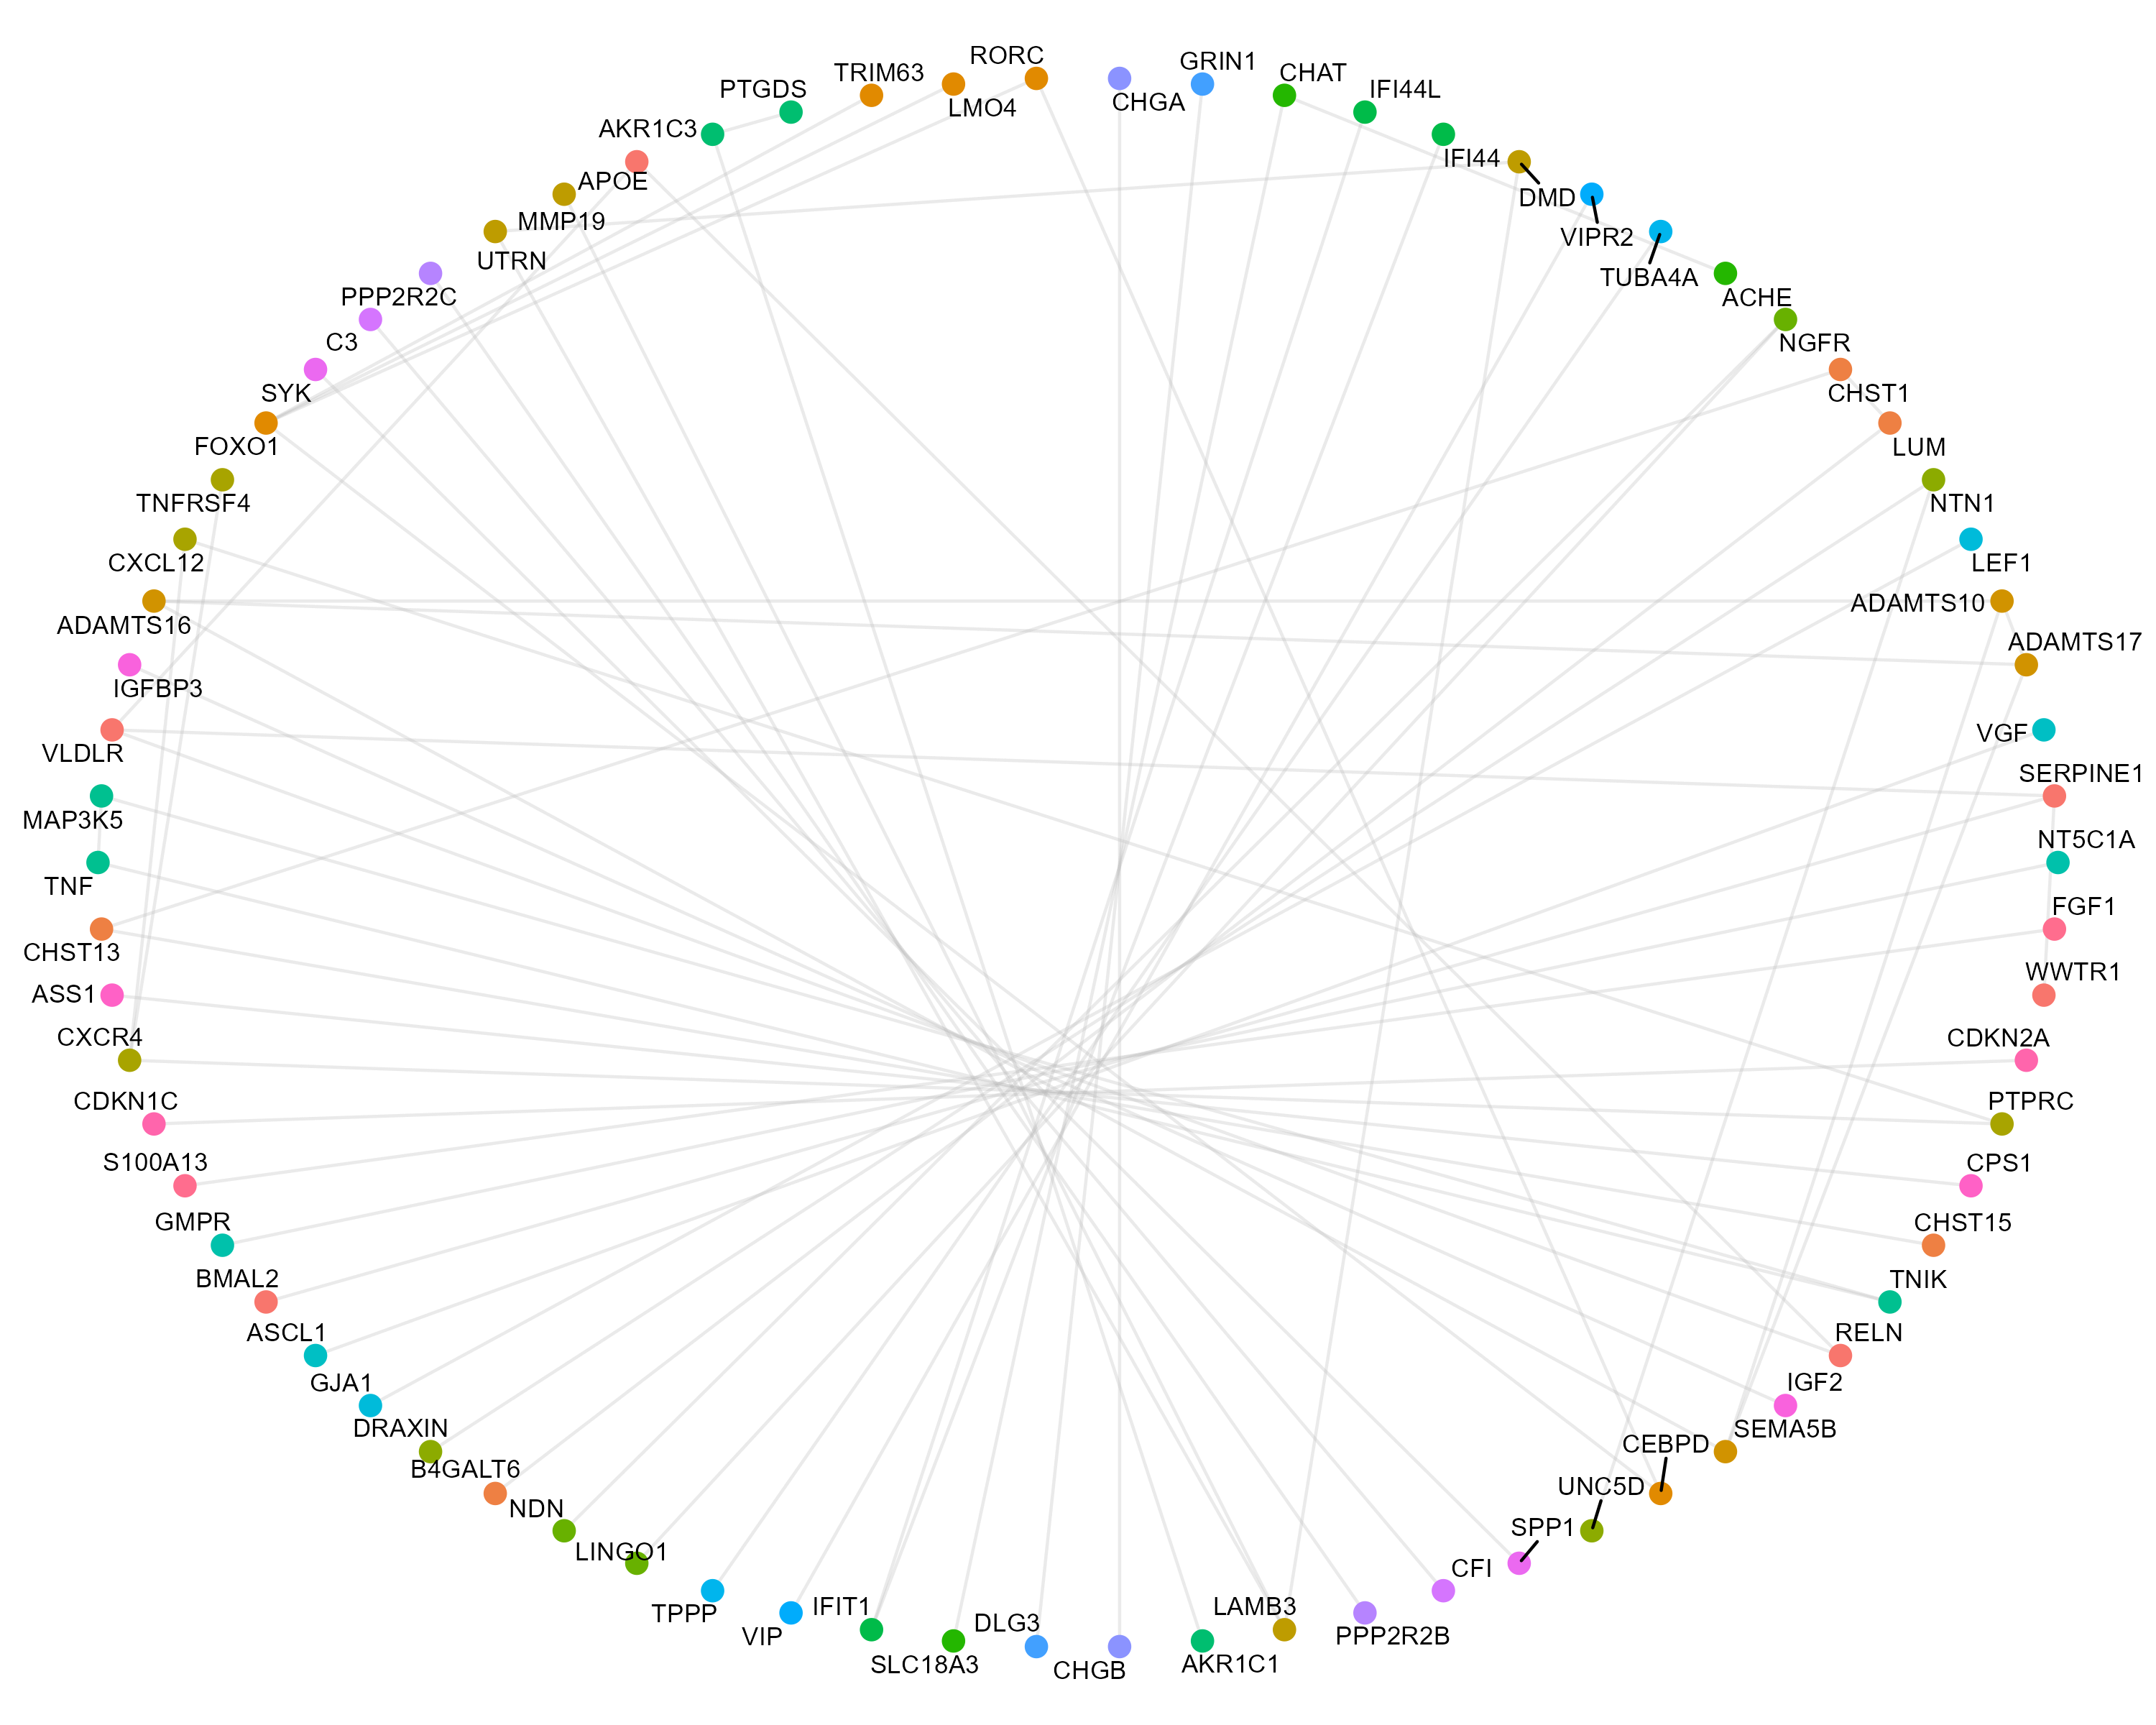 RORC
GRIN1
TRIM63
CHAT
PTGDS
IFI44L
LMO4
CHGA
AKR1C3
IFI44
APOE
DMD
MMP19
VIPR2
UTRN
TUBA4A
PPP2R2C
ACHE
C3
NGFR
SYK
CHST1
FOXO1
LUM
TNFRSF4
NTN1
CXCL12
LEF1
ADAMTS10
ADAMTS16
ADAMTS17
IGFBP3
VGF
VLDLR
SERPINE1
MAP3K5
NT5C1A
TNF
FGF1
CHST13
WWTR1
ASS1
CXCR4
CDKN2A
CDKN1C
PTPRC
S100A13
CPS1
GMPR
CHST15
BMAL2
TNIK
ASCL1
RELN
GJA1
IGF2
DRAXIN
SEMA5B
CEBPD
B4GALT6
UNC5D
NDN
SPP1
LINGO1
CFI
TPPP
IFIT1
LAMB3
VIP
DLG3
PPP2R2B
SLC18A3
CHGB
AKR1C1